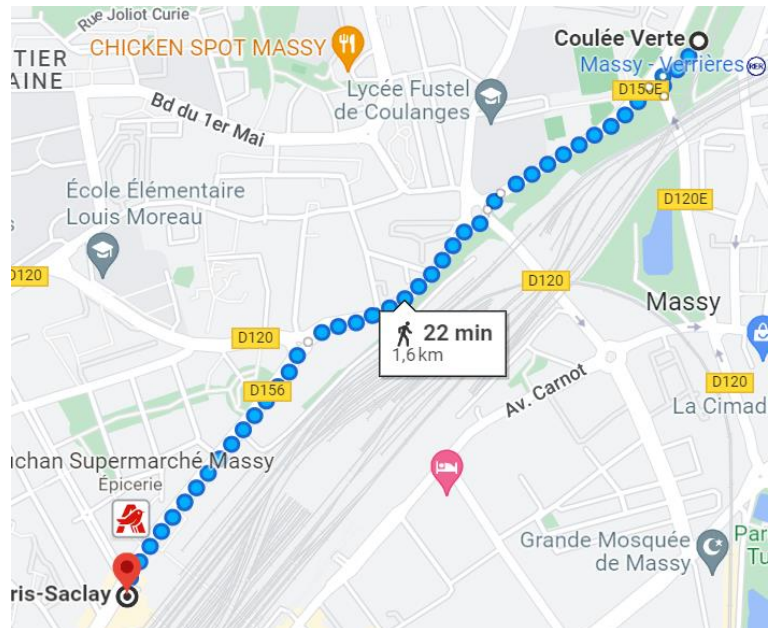 Rue Joliot Curie
Coulée Verte
CHICKEN SPOT MASSY
TIER
AINE
Massy - Verrières
RER
Lycée Fustel
de Coulanges
D156E
Bd du 1er Mai
École Élémentaire
Louis Moreau
D120E
D120
D120
Massy
D120
22 min
1,6 km
D156
Av. Carnot
D120
La Cimad
uchan Supermarché Massy
Épicerie
Grande Mosquée
de Massy
Par
Tu
ris-Saclay